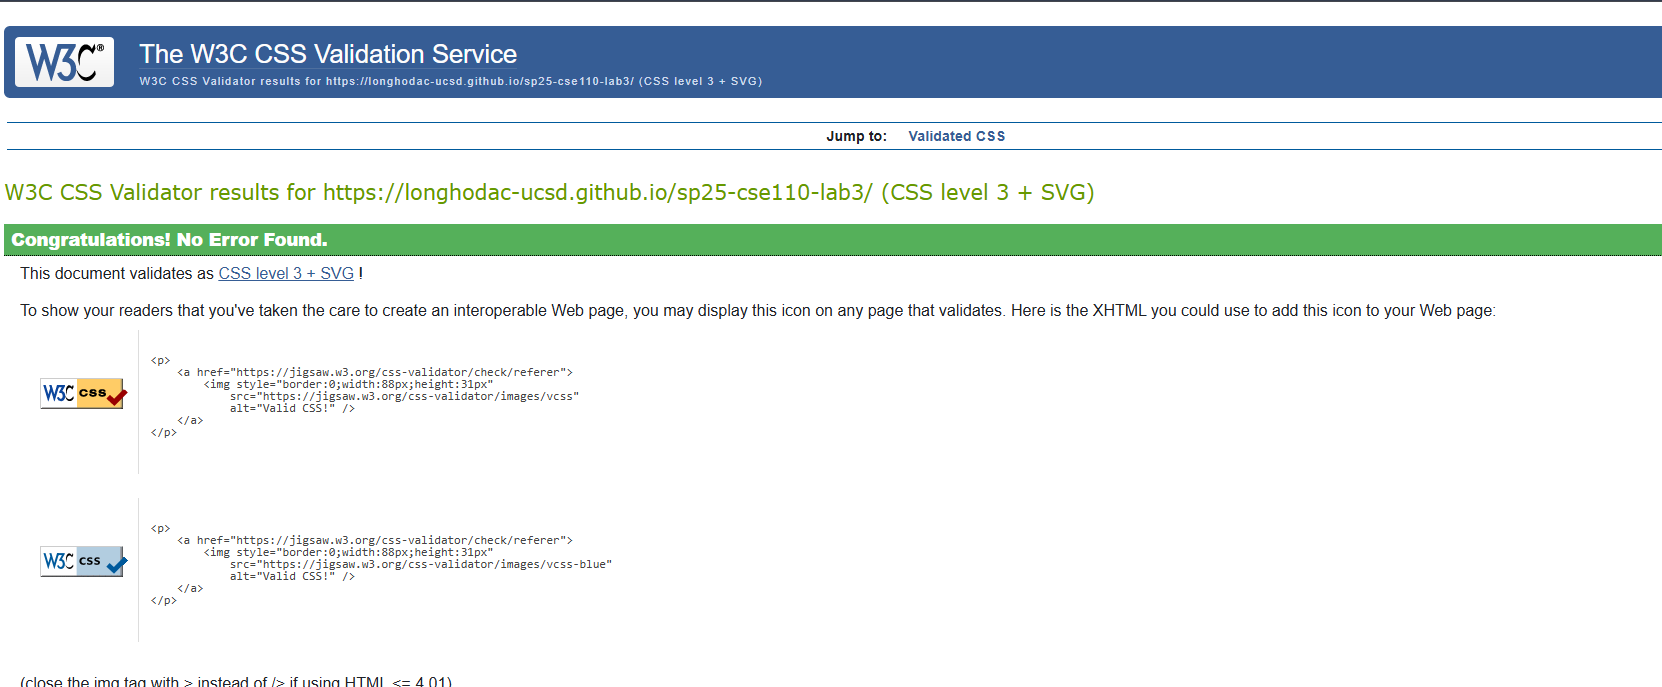 W3C®
The W3C CSS Validation Service
W3C CSS Validator results for https://longhodac-ucsd.github.io/sp25-cse110-lab3/ (CSS level 3 + SVG)
Jump to: Validated CSS
W3C CSS Validator results for https://longhodac-ucsd.github.io/sp25-cse110-lab3/ (CSS level 3 + SVG)
Congratulations! No Error Found.
This document validates as CSS level 3 + SVG !
To show your readers that you've taken the care to create an interoperable Web page, you may display this icon on any page that validates. Here is the XHTML you could use to add this icon to your Web page:
W3C css
<p>
<a href="https://jigsaw.w3.org/css-validator/check/referer">
<img style="border:0;width:88px;height:31px"
src="https://jigsaw.w3.org/css-validator/images/vcss"
alt="Valid CSS!" />
</a>
</p>
W3C css
<p>
<a href="https://jigsaw.w3.org/css-validator/check/referer">
<img style="border:0;width:88px;height:31px"
src="https://jigsaw.w3.org/css-validator/images/vcss-blue"
alt="Valid CSS!" />
</a>
</p>
(close the img tag with > instead of /> if using HTML <= 4.01)